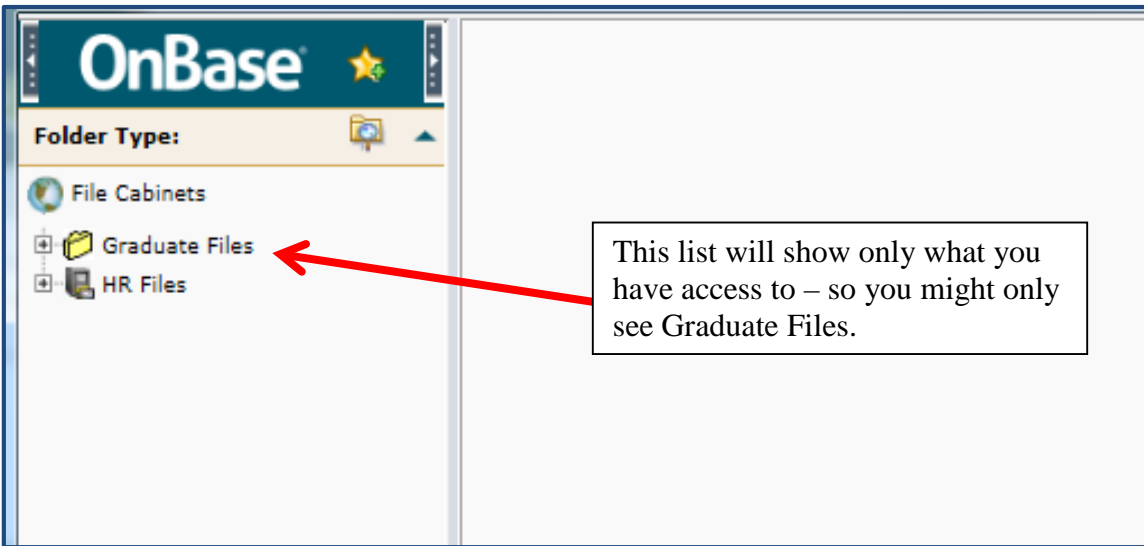 OnBase
Folder Type:
File Cabinets
Graduate Files
HR Files
This list will show only what you
have access to – so you might only
see Graduate Files.